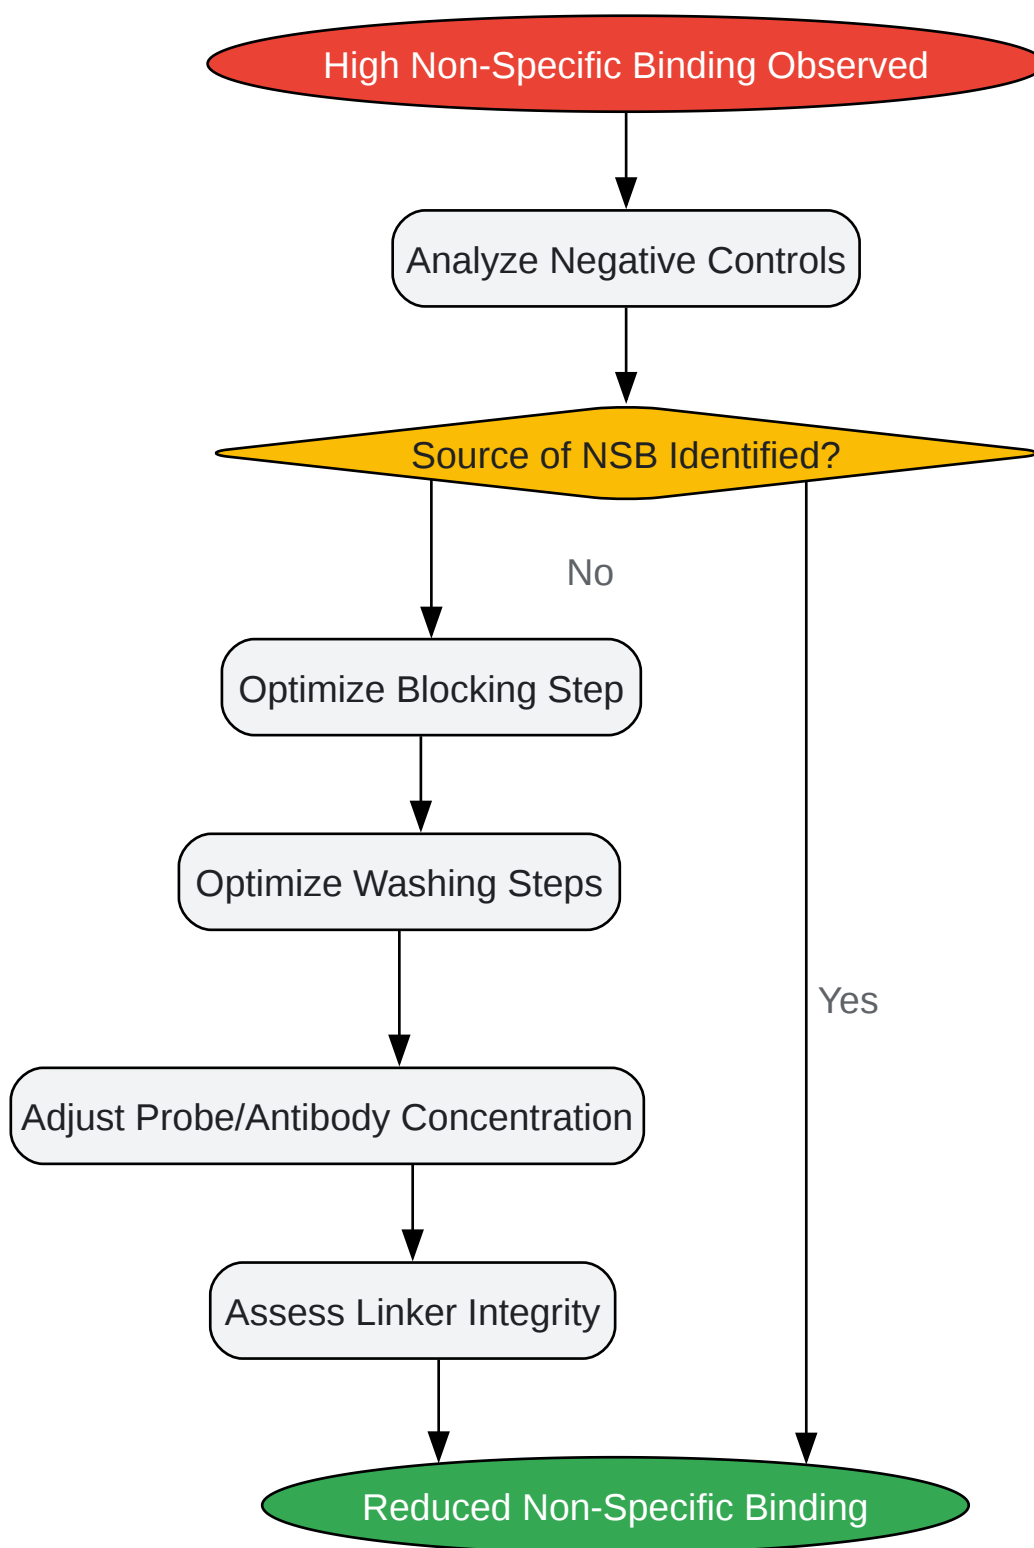 High Non-Specific Binding Observed
Analyze Negative Controls
Source of NSB Identified?
No
Optimize Blocking Step
Optimize Washing Steps
Yes
Adjust Probe/Antibody Concentration
Assess Linker Integrity
Reduced Non-Specific Binding